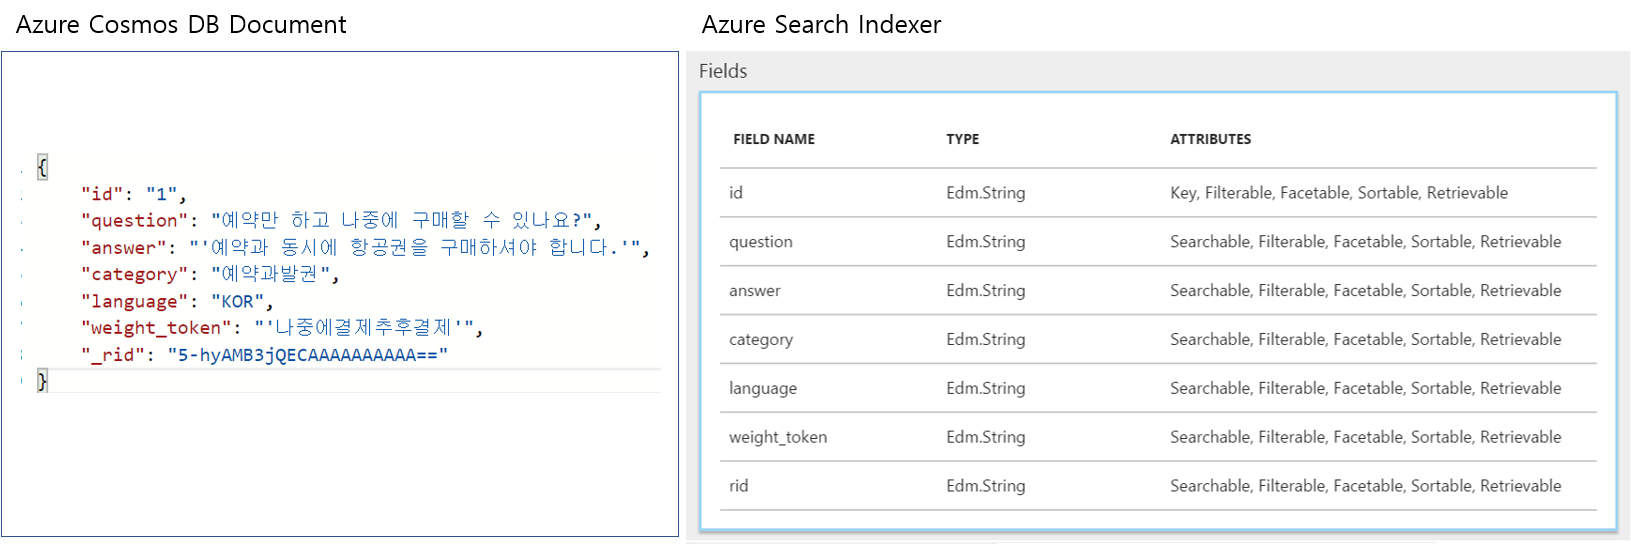 Azure Cosmos DB Document
{
"id": "1",
"question": "예약만 하고 나중에 구매할 수 있나요?",
"answer": "'예약과 동시에 항공권을 구매하셔야 합니다.'",
"category": "예약과발권",
"language": "KOR",
"weight_token": "'나중에결제추후결제'",
"_rid": "5-hyAMB3jQECAAAAAAAAAA=="
}
Azure Search Indexer
Fields
FIELD NAME TYPE ATTRIBUTES
id Edm.String Key, Filterable, Facetable, Sortable, Retrievable
question Edm.String Searchable, Filterable, Facetable, Sortable, Retrievable
answer Edm.String Searchable, Filterable, Facetable, Sortable, Retrievable
category Edm.String Searchable, Filterable, Facetable, Sortable, Retrievable
language Edm.String Searchable, Filterable, Facetable, Sortable, Retrievable
weight_token Edm.String Searchable, Filterable, Facetable, Sortable, Retrievable
rid Edm.String Searchable, Filterable, Facetable, Sortable, Retrievable